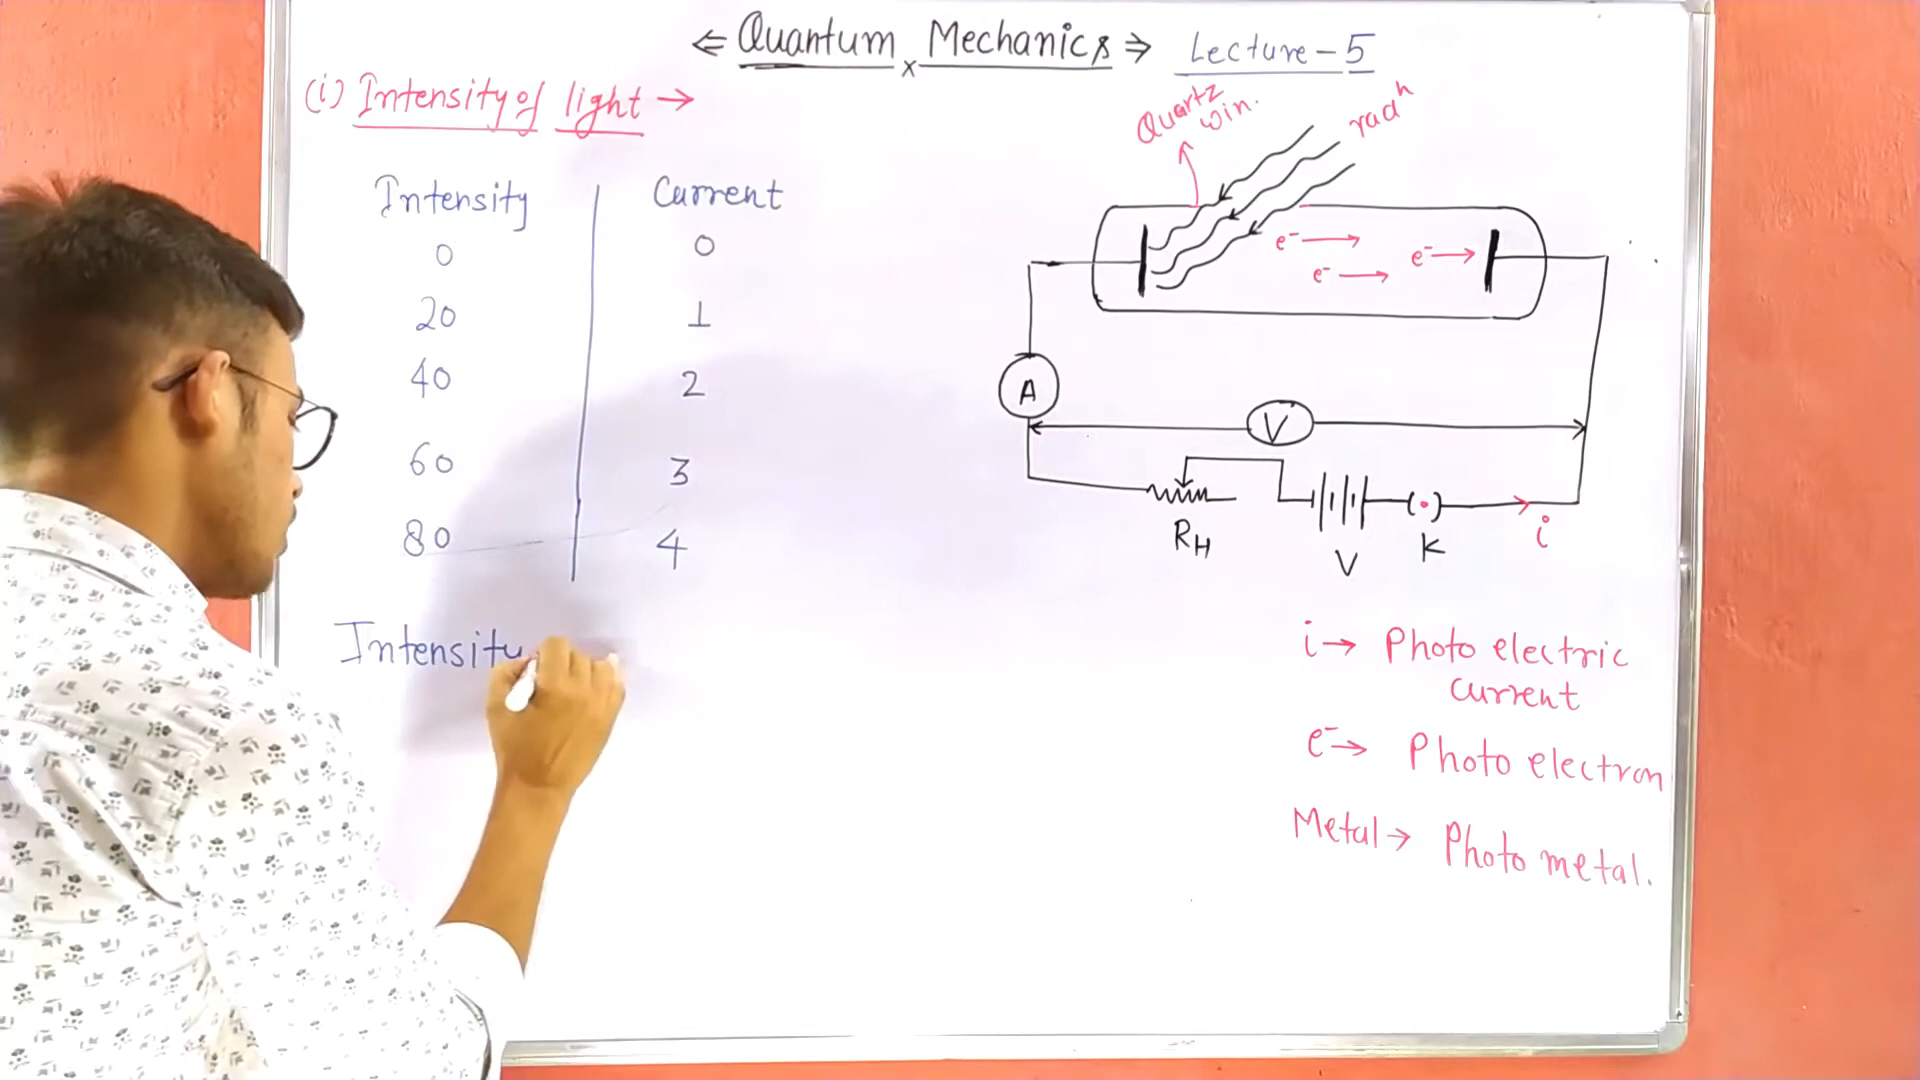 ⇐ Quantum x Mechanics ⇒ Lecture-5
(i) Intensity of light →
Intensity Current
0 0
20 1
40 2
60 3
80 4
Intensity
Quartz
win.
radⁿ
e⁻ →
e⁻ →
e⁻ →
A
V
RH
V
K
i
i → Photo electric
current
e⁻ → Photo electron
Metal → Photo metal.